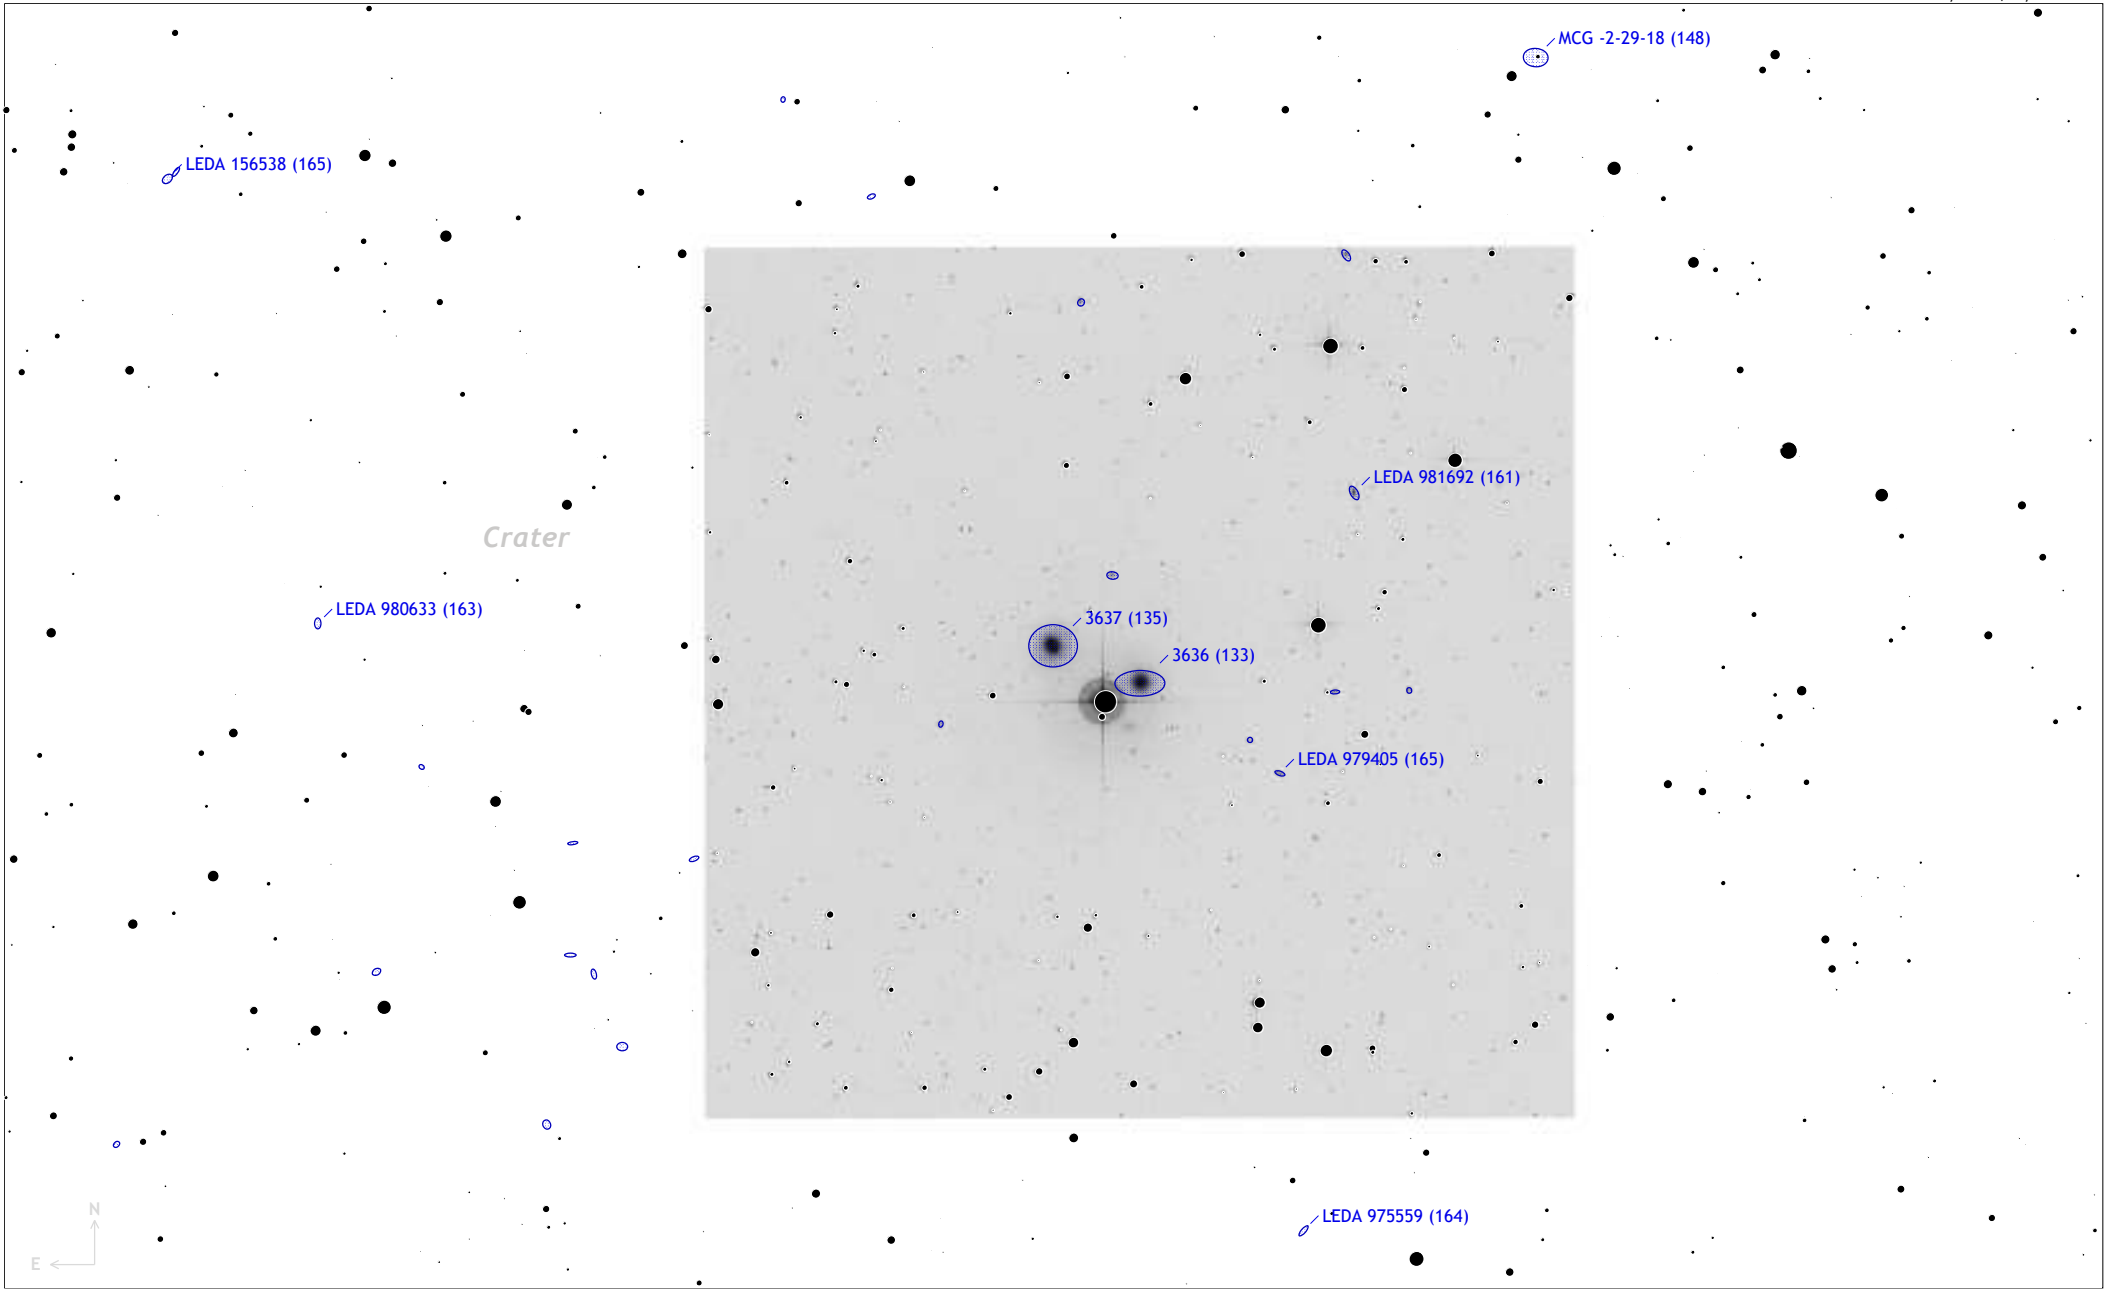 MCG -2-29-18 (148)
LEDA 156538 (165)
LEDA 981692 (161)
Crater
LEDA 980633 (163)
3637 (135)
3636 (133)
LEDA 979405 (165)
N
LEDA 975559 (164)
E